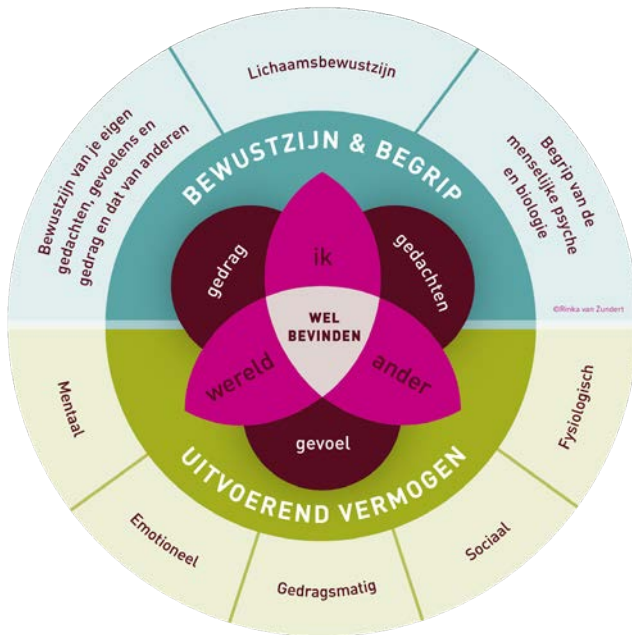 Lichaamsbewustzijn
Bewustzijn van je eigen
gedachten, gevoelens en
gedrag en dat van anderen
Begrip van de
menselijke psyche
en biologie
BEWUSTZIJN & BEGRIP
gedrag
ik
gedachten
©Rinka van Zundert
WEL
BEVINDEN
wereld
ander
gevoel
UITVOEREND VERMOGEN
Mentaal
Emotioneel
Gedragsmatig
Sociaal
Fysiologisch